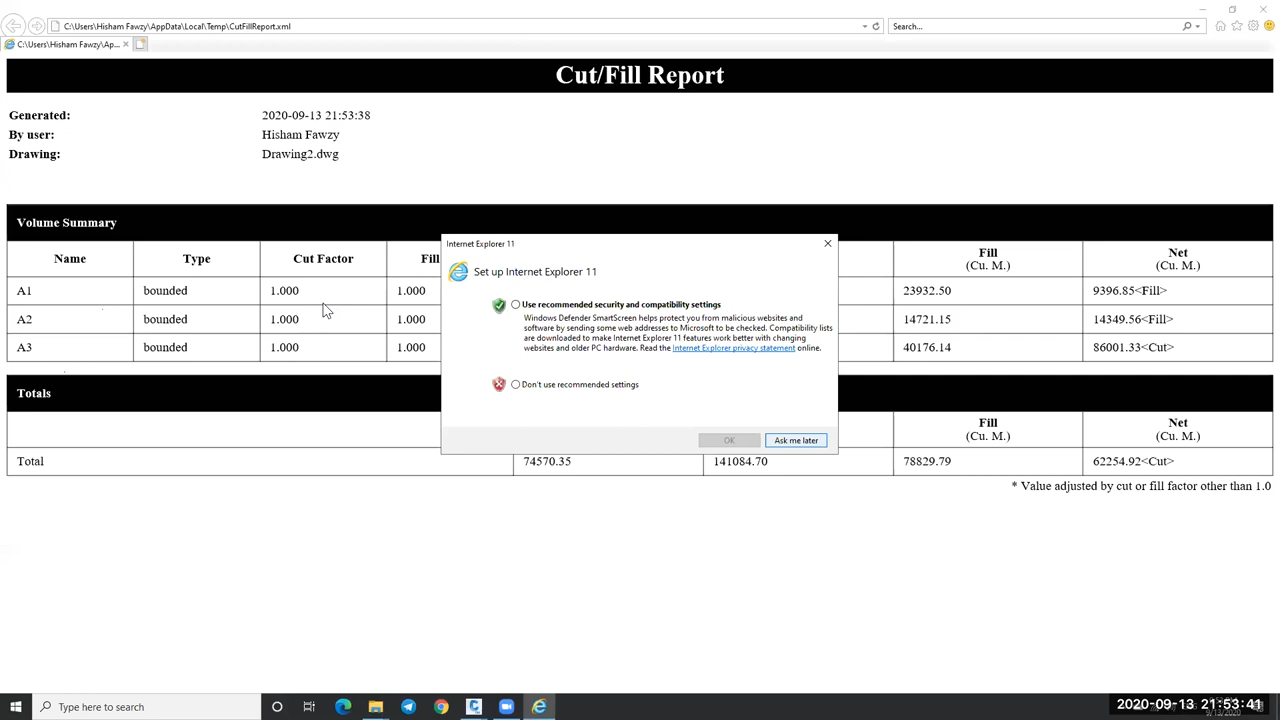 C:\Users\Hisham Fawzy\AppData\Local\Temp\CutFillReport.xml
Search...
C:\Users\Hisham Fawzy\Ap...
Cut/Fill Report
Generated: 2020-09-13 21:53:38
By user: Hisham Fawzy
Drawing: Drawing2.dwg
Volume Summary
Name Type Cut Factor Fill Fill (Cu. M.) Net (Cu. M.)
A1 bounded 1.000 1.000 23932.50 9396.85<Fill>
A2 bounded 1.000 1.000 14721.15 14349.56<Fill>
A3 bounded 1.000 1.000 40176.14 86001.33<Cut>
Internet Explorer 11
Set up Internet Explorer 11
Use recommended security and compatibility settings
Windows Defender SmartScreen helps protect you from malicious websites and
software by sending some web addresses to Microsoft to be checked. Compatibility lists
are downloaded to make Internet Explorer 11 features work better with changing
websites and older PC hardware. Read the Internet Explorer privacy statement online.
Don't use recommended settings
OK Ask me later
Totals
Fill (Cu. M.) Net (Cu. M.)
Total 74570.35 141084.70 78829.79 62254.92<Cut>
* Value adjusted by cut or fill factor other than 1.0
Type here to search
2020-09-13 21:53:41